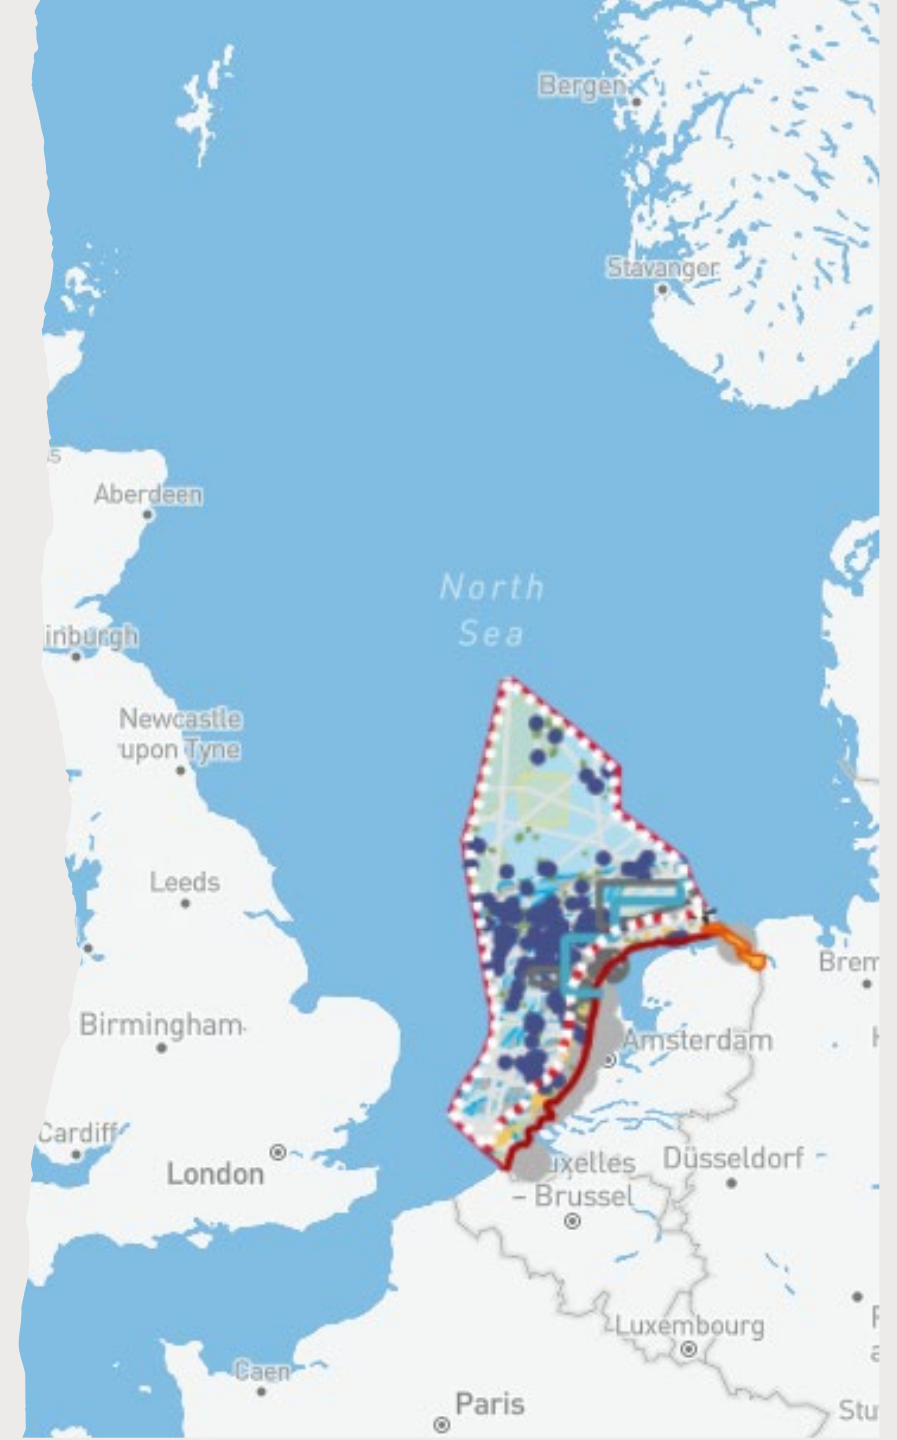 Bergen
Stavanger
Aberdeen
North
Sea
inburgh
Newcastle
upon Tyne
Leeds
Birmingham
Brem
Amsterdam
Cardiff
London
uxelles
– Brussel
Düsseldorf
Luxembourg
Caen
Paris
Stu